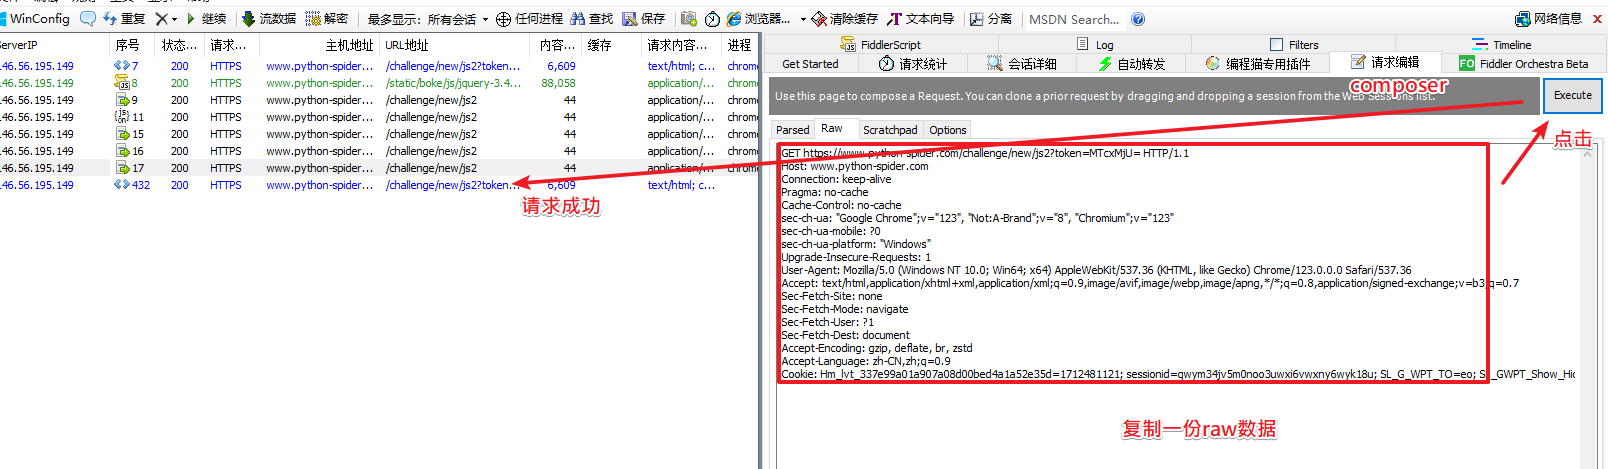 WinConfig 重复 继续 流数据 解密 最多显示: 所有会话 任何进程 查找 保存 浏览器... 清除缓存 文本向导 分离 MSDN Search... 网络信息
ServerIP 序号 状态... 请求... 主机地址 URL地址 内容... 缓存 请求内容... 进程
146.56.195.149 7 200 HTTPS www.python-spider... /challenge/new/js2?token... 6,609 text/html; c... chrome
146.56.195.149 8 200 HTTPS www.python-spider... /static/boke/js/jquery-3.4... 88,058 application/... chrome
146.56.195.149 9 200 HTTPS www.python-spider... /challenge/new/js2 44 application/... chrome
146.56.195.149 11 200 HTTPS www.python-spider... /challenge/new/js2 44 application/... chrome
146.56.195.149 15 200 HTTPS www.python-spider... /challenge/new/js2 44 application/... chrome
146.56.195.149 16 200 HTTPS www.python-spider... /challenge/new/js2 44 application/... chrome
146.56.195.149 17 200 HTTPS www.python-spider... /challenge/new/js2 44 application/... chrome
146.56.195.149 432 200 HTTPS www.python-spider... /challenge/new/js2?token... 6,609 text/html; c...
请求成功
FiddlerScript Log Filters Timeline
Get Started 请求统计 会话详细 自动转发 编程猫专用插件 请求编辑 FO Fiddler Orchestra Beta
composer
Use this page to compose a Request. You can clone a prior request by dragging and dropping a session from the Web Sessions list.
Execute
点击
Parsed Raw Scratchpad Options
GET https://www.python-spider.com/challenge/new/js2?token=MTcxMjU= HTTP/1.1
Host: www.python-spider.com
Connection: keep-alive
Pragma: no-cache
Cache-Control: no-cache
sec-ch-ua: "Google Chrome";v="123", "Not:A-Brand";v="8", "Chromium";v="123"
sec-ch-ua-mobile: ?0
sec-ch-ua-platform: "Windows"
Upgrade-Insecure-Requests: 1
User-Agent: Mozilla/5.0 (Windows NT 10.0; Win64; x64) AppleWebKit/537.36 (KHTML, like Gecko) Chrome/123.0.0.0 Safari/537.36
Accept: text/html,application/xhtml+xml,application/xml;q=0.9,image/avif,image/webp,image/apng,*/*;q=0.8,application/signed-exchange;v=b3;q=0.7
Sec-Fetch-Site: none
Sec-Fetch-Mode: navigate
Sec-Fetch-User: ?1
Sec-Fetch-Dest: document
Accept-Encoding: gzip, deflate, br, zstd
Accept-Language: zh-CN,zh;q=0.9
Cookie: Hm_lvt_337e99a01a907a08d00bed4a1a52e35d=1712481121; sessionid=qwym34jv5m0noo3uwxi6vwxny6wyk18u; SL_G_WPT_TO=eo; SL_GWPT_Show_Hid
复制一份raw数据